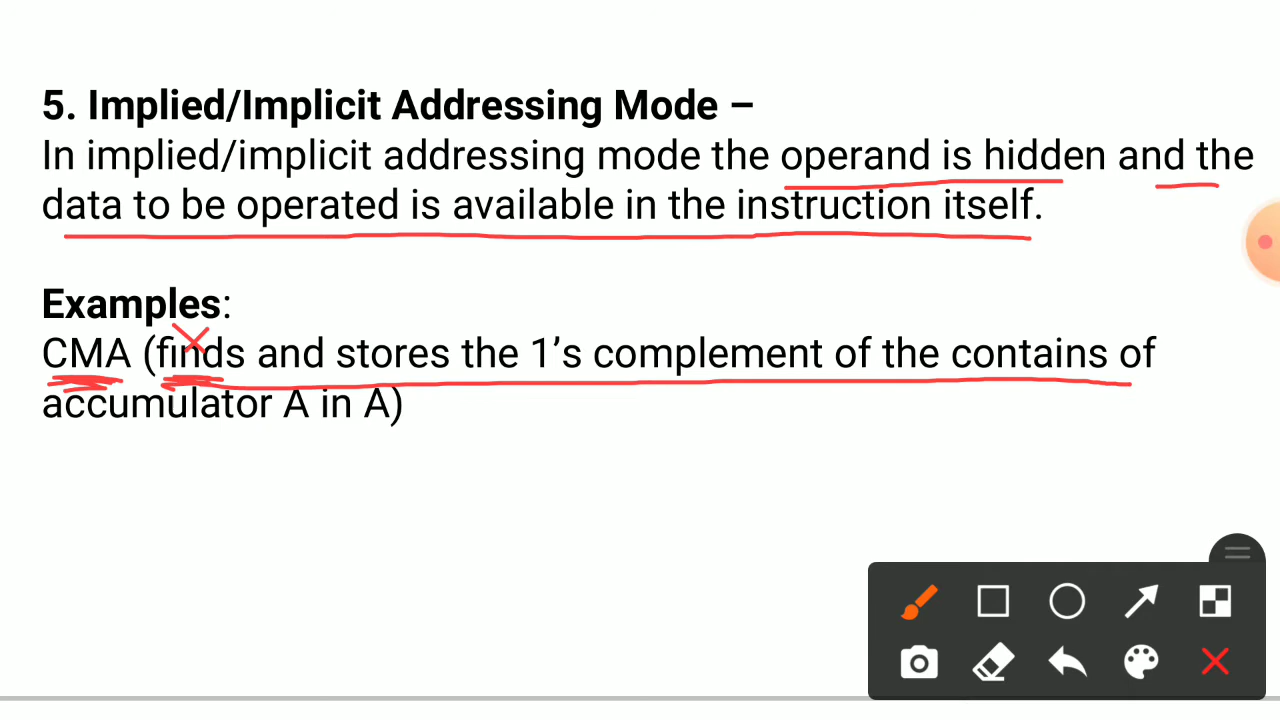 5. Implied/Implicit Addressing Mode –
In implied/implicit addressing mode the operand is hidden and the
data to be operated is available in the instruction itself.
Examples:
CMA (finds and stores the 1’s complement of the contains of
accumulator A in A)